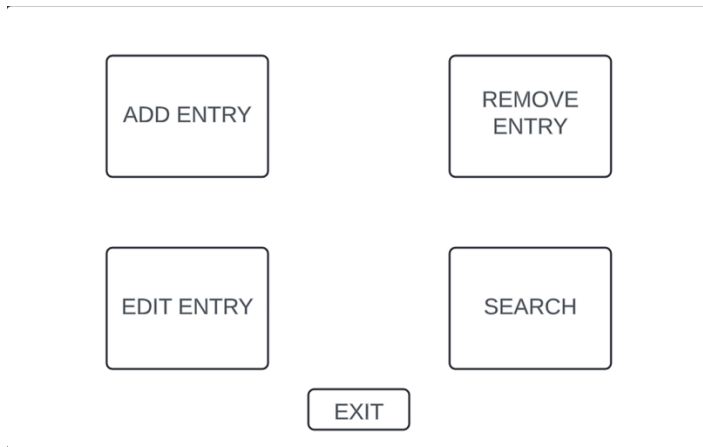 ADD ENTRY
REMOVE
ENTRY
EDIT ENTRY
SEARCH
EXIT